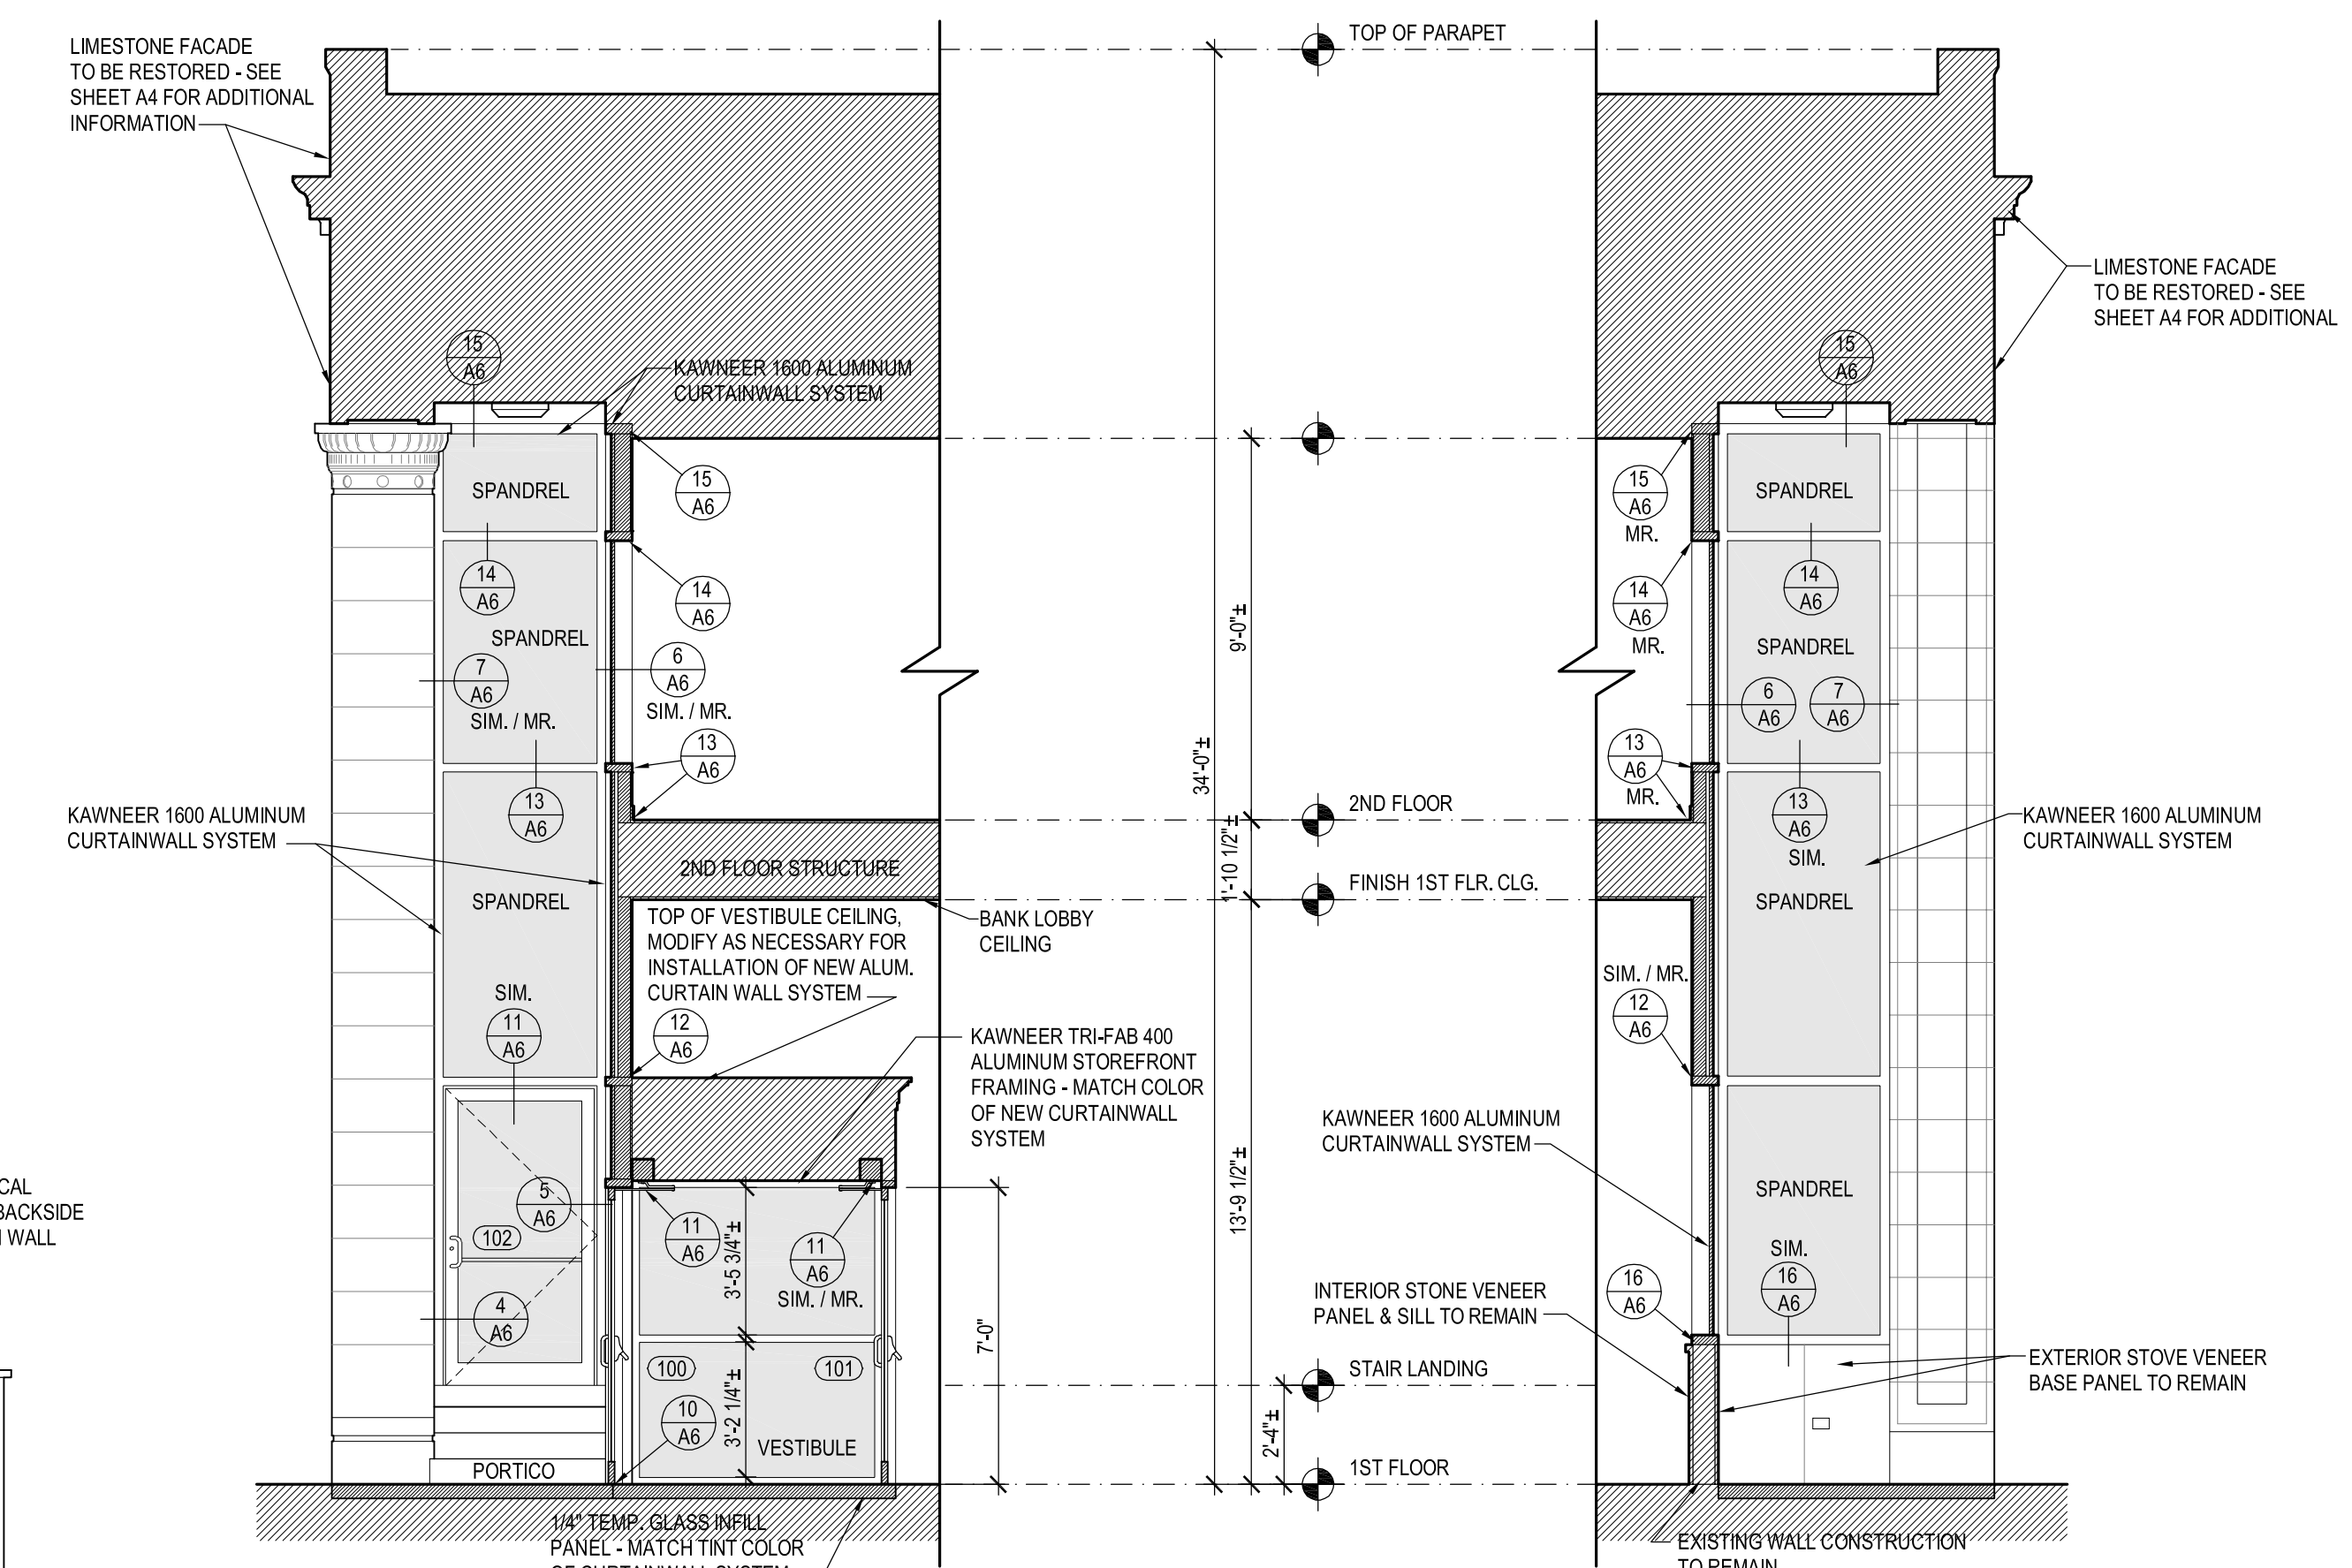 TOP OF PARAPET
LIMESTONE FACADE
TO BE RESTORED - SEE
SHEET A4 FOR ADDITIONAL
INFORMATION
LIMESTONE FACADE
TO BE RESTORED - SEE
SHEET A4 FOR ADDITIONAL
15
A6
KAWNEER 1600 ALUMINUM
CURTAINWALL SYSTEM
15
A6
SPANDREL
15
A6
14
A6
14
A6
SPANDREL
7
A6
SIM. / MR.
6
A6
SIM. / MR.
13
A6
13
A6
KAWNEER 1600 ALUMINUM
CURTAINWALL SYSTEM
2ND FLOOR STRUCTURE
SPANDREL
TOP OF VESTIBULE CEILING,
MODIFY AS NECESSARY FOR
INSTALLATION OF NEW ALUM.
CURTAIN WALL SYSTEM
BANK LOBBY
CEILING
SIM.
11
A6
12
A6
KAWNEER TRI-FAB 400
ALUMINUM STOREFRONT
FRAMING - MATCH COLOR
OF NEW CURTAINWALL
SYSTEM
CAL
BACKSIDE
WALL
5
A6
102
4
A6
11
A6
3'-5 3/4"±
11
A6
SIM. / MR.
100
101
10
A6
3'-2 1/4"±
VESTIBULE
7'-0"
PORTICO
1/4" TEMP. GLASS INFILL
PANEL - MATCH TINT COLOR
OF CURTAINWALL SYSTEM
34'-0"±
9'-0"±
1'-10 1/2"±
13'-9 1/2"±
2'-4"±
2ND FLOOR
FINISH 1ST FLR. CLG.
STAIR LANDING
1ST FLOOR
SPANDREL
15
A6
MR.
14
A6
MR.
14
A6
SPANDREL
6
A6
7
A6
13
A6
MR.
13
A6
SIM.
KAWNEER 1600 ALUMINUM
CURTAINWALL SYSTEM
SPANDREL
SIM. / MR.
12
A6
KAWNEER 1600 ALUMINUM
CURTAINWALL SYSTEM
SPANDREL
SIM.
16
A6
16
A6
INTERIOR STONE VENEER
PANEL & SILL TO REMAIN
EXTERIOR STOVE VENEER
BASE PANEL TO REMAIN
EXISTING WALL CONSTRUCTION
TO REMAIN